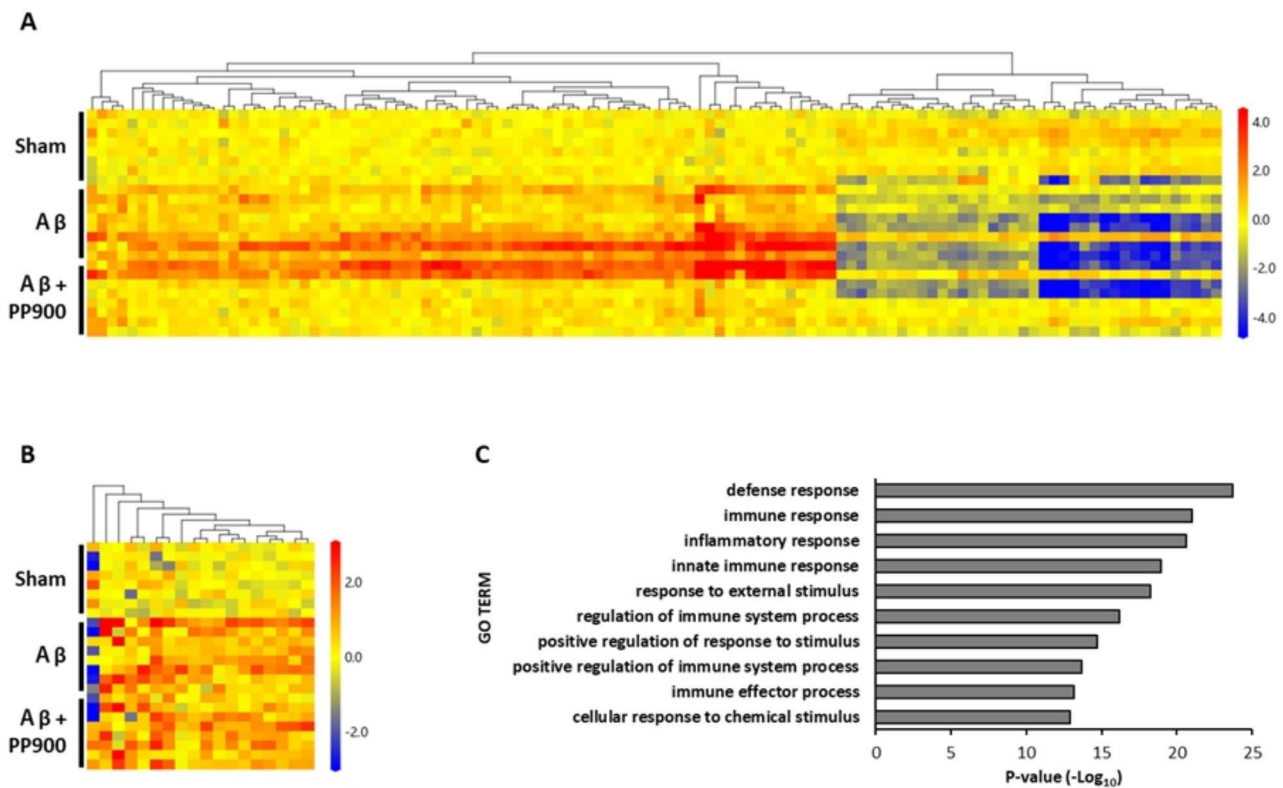 A
Sham
A β
A β +
PP900
4.0
2.0
0.0
-2.0
-4.0
B
Sham
A β
A β +
PP900
2.0
0.0
-2.0
C
GO TERM
defense response
immune response
inflammatory response
innate immune response
response to external stimulus
regulation of immune system process
positive regulation of response to stimulus
positive regulation of immune system process
immune effector process
cellular response to chemical stimulus
0 5 10 15 20 25
P-value (-Log₁₀)